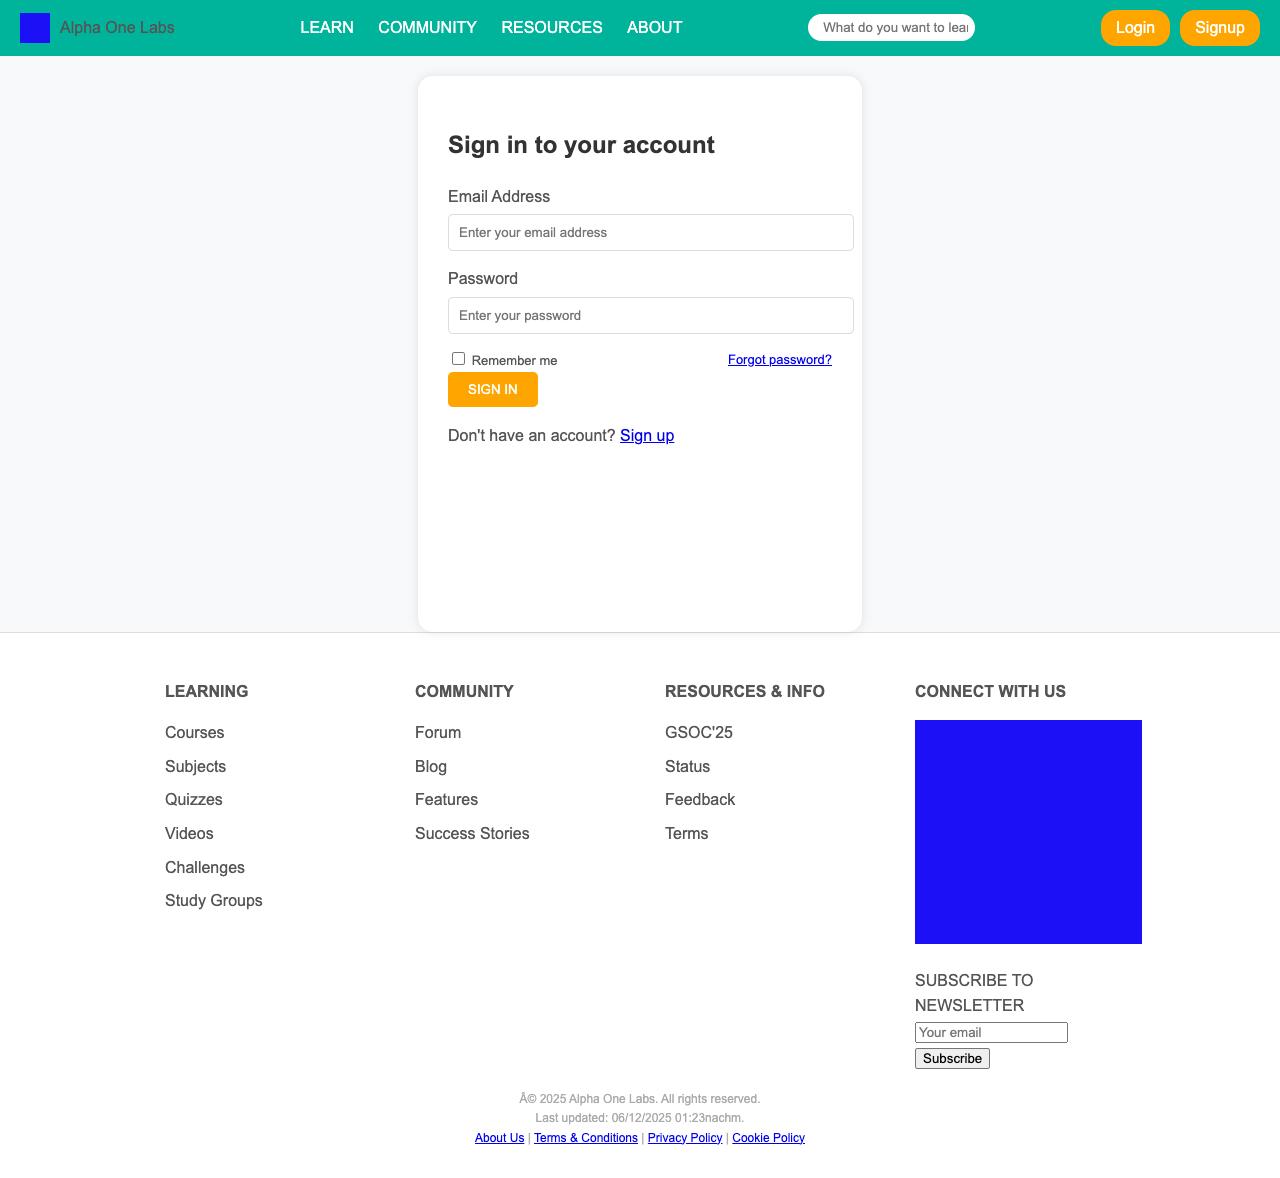 Alpha One Labs LEARN COMMUNITY RESOURCES ABOUT What do you want to lear Login Signup
Sign in to your account
Email Address
Enter your email address
Password
Enter your password
Remember me Forgot password?
SIGN IN
Don't have an account? Sign up
LEARNING
Courses
Subjects
Quizzes
Videos
Challenges
Study Groups
COMMUNITY
Forum
Blog
Features
Success Stories
RESOURCES & INFO
GSOC'25
Status
Feedback
Terms
CONNECT WITH US
SUBSCRIBE TO
NEWSLETTER
Your email
Subscribe
Â© 2025 Alpha One Labs. All rights reserved.
Last updated: 06/12/2025 01:23nachm.
About Us | Terms & Conditions | Privacy Policy | Cookie Policy